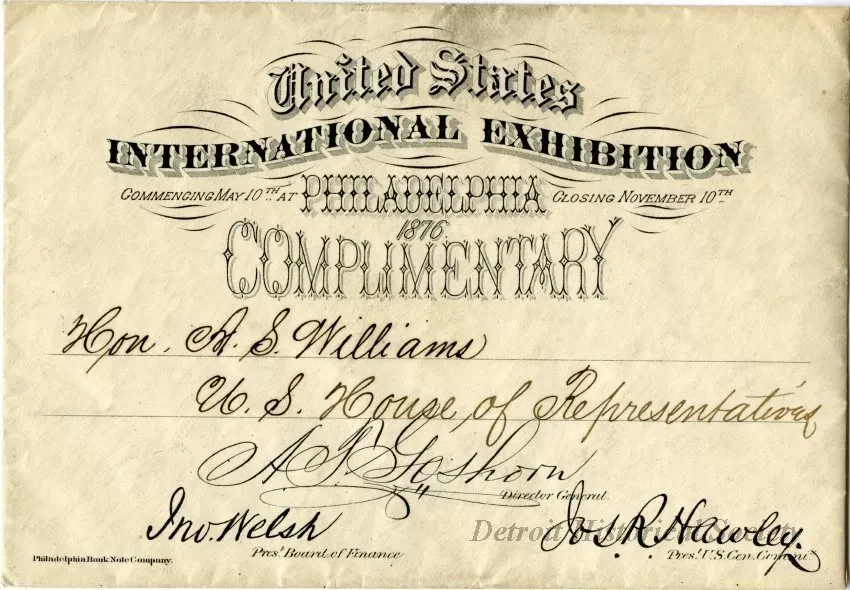 United States
INTERNATIONAL EXHIBITION
COMMENCING MAY 10TH AT PHILADELPHIA CLOSING NOVEMBER 10TH
1876.
COMPLIMENTARY
Hon. A. S. Williams
U. S. House of Representatives
A. T. Goshorn
Director General.
Jno. Welsh Jos. R. Hawley
Detroit Historical Society
Philadelphia Bank Note Company. Prest. Board of Finance Prest. U.S. Cen. Commis